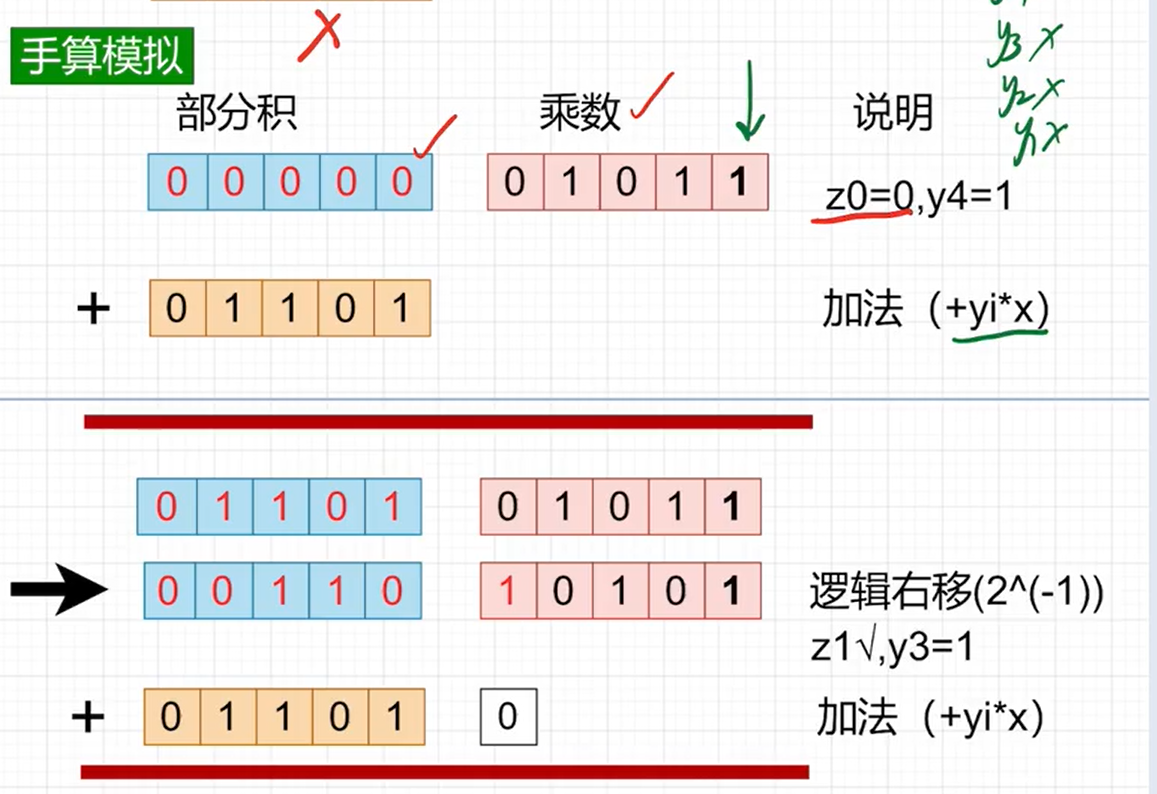 y3 x
手算模拟
y2 x
部分积 乘数 说明
y1 x
0 0 0 0 0 0 1 0 1 1 z0=0,y4=1
+ 0 1 1 0 1 加法（+yi*x）
0 1 1 0 1 0 1 0 1 1
0 0 1 1 0 1 0 1 0 1 逻辑右移(2^(-1))
z1√,y3=1
+ 0 1 1 0 1 0 加法（+yi*x）